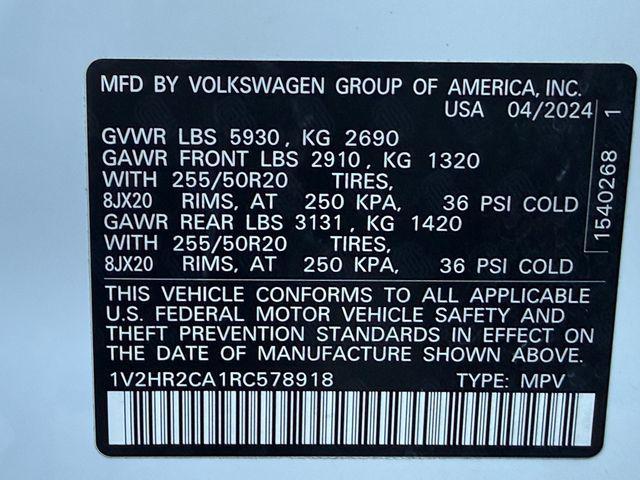 MFD BY VOLKSWAGEN GROUP OF AMERICA, INC.
USA 04/2024
GVWR LBS 5930, KG 2690
GAWR FRONT LBS 2910, KG 1320
WITH 255/50R20 TIRES,
8JX20 RIMS, AT 250 KPA, 36 PSI COLD
GAWR REAR LBS 3131, KG 1420
WITH 255/50R20 TIRES,
8JX20 RIMS, AT 250 KPA, 36 PSI COLD
THIS VEHICLE CONFORMS TO ALL APPLICABLE
U.S. FEDERAL MOTOR VEHICLE SAFETY AND
THEFT PREVENTION STANDARDS IN EFFECT ON
THE DATE OF MANUFACTURE SHOWN ABOVE.
1V2HR2CA1RC578918 TYPE: MPV
1540268 1